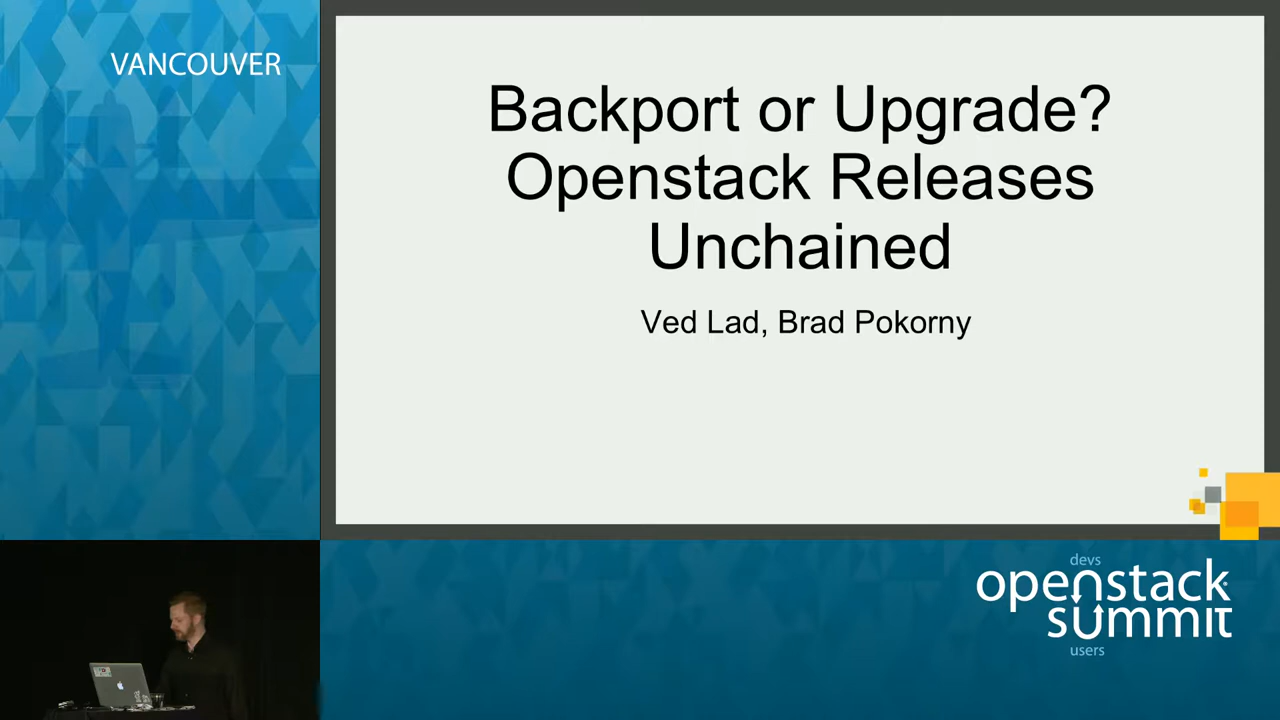 VANCOUVER
Backport or Upgrade?
Openstack Releases
Unchained
Ved Lad, Brad Pokorny
devs
openstack
summit
users